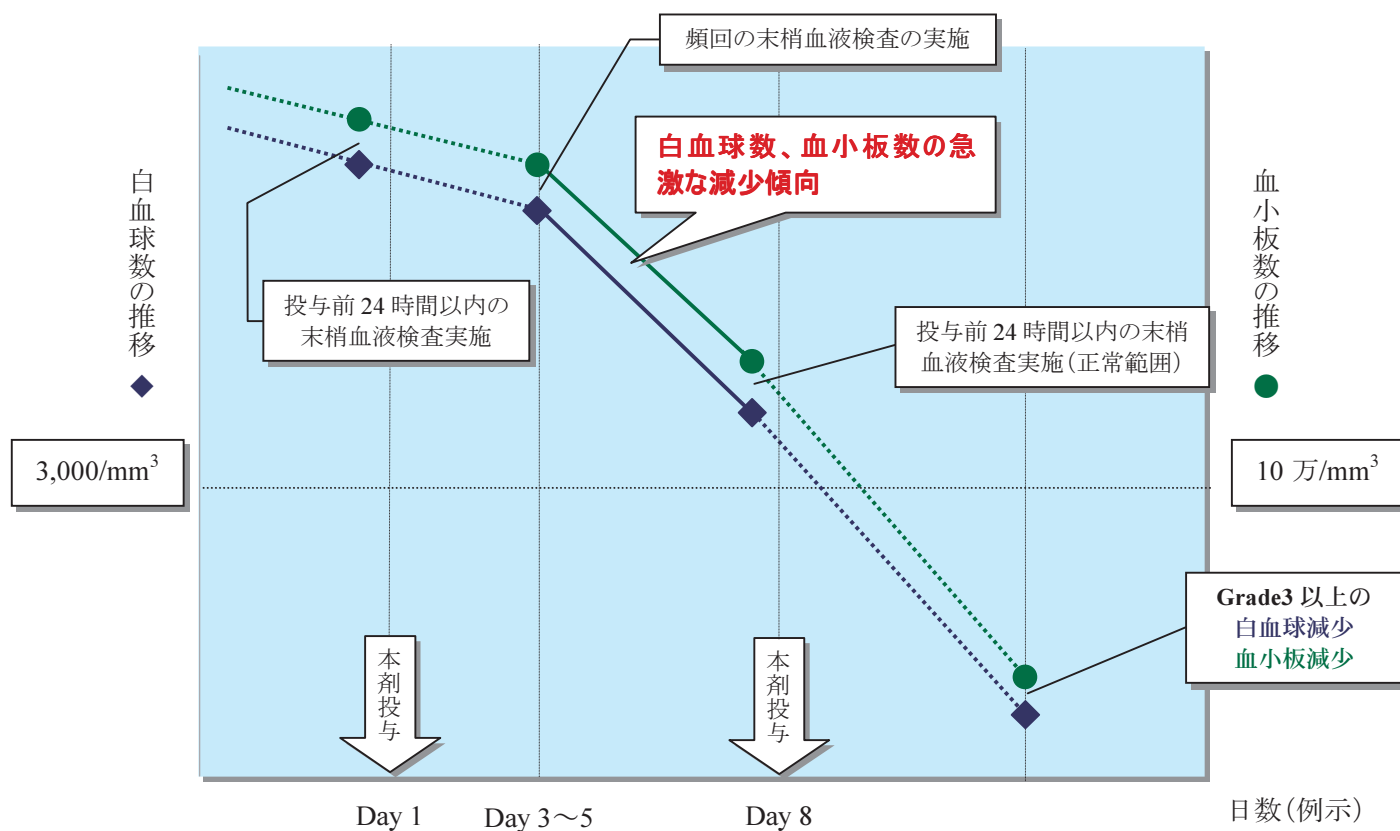 頻回の末梢血液検査の実施
白血球数、血小板数の急
激な減少傾向
白血球数の推移
血小板数の推移
投与前 24 時間以内の
末梢血液検査実施
投与前 24 時間以内の末梢
血液検査実施（正常範囲）
3,000/mm³
10 万/mm³
Grade3 以上の
白血球減少
血小板減少
本剤投与
本剤投与
Day 1
Day 3～5
Day 8
日数（例示）